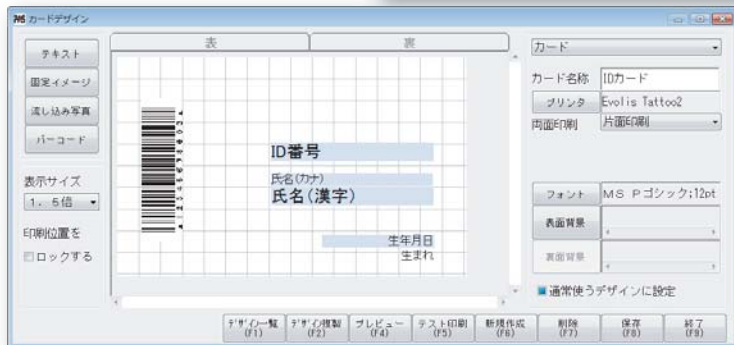 カードデザイン
テキスト
固定イメージ
流し込み写真
バーコード
表示サイズ
1．5倍
印刷位置を
ロックする
表
裏
ID番号
氏名(カナ)
氏名(漢字)
生年月日
生まれ
カード
カード名称 IDカード
プリンタ Evolis Tattoo2
両面印刷 片面印刷
フォント MS Pゴシック;12pt
表面背景
裏面背景
通常使うデザインに設定
ﾃﾞｻﾞｲﾝ一覧
(F1)
ﾃﾞｻﾞｲﾝ複製
(F2)
プレビュー
(F4)
テスト印刷
(F5)
新規作成
(F6)
削除
(F7)
保存
(F8)
終了
(F9)